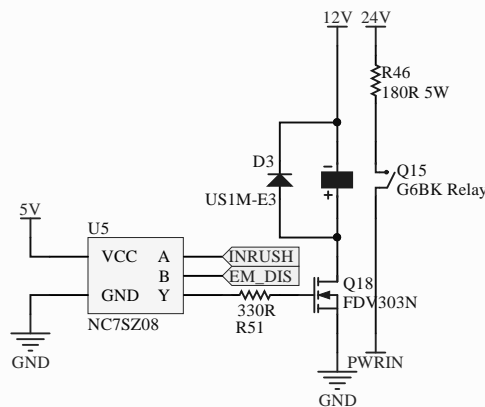 12V 24V
R46
180R 5W
D3
−
+
US1M-E3
Q15
G6BK Relay
5V
U5
VCC A
INRUSH
B
EM_DIS
GND Y
NC7SZ08
330R
R51
Q18
FDV303N
GND
PWRIN
GND